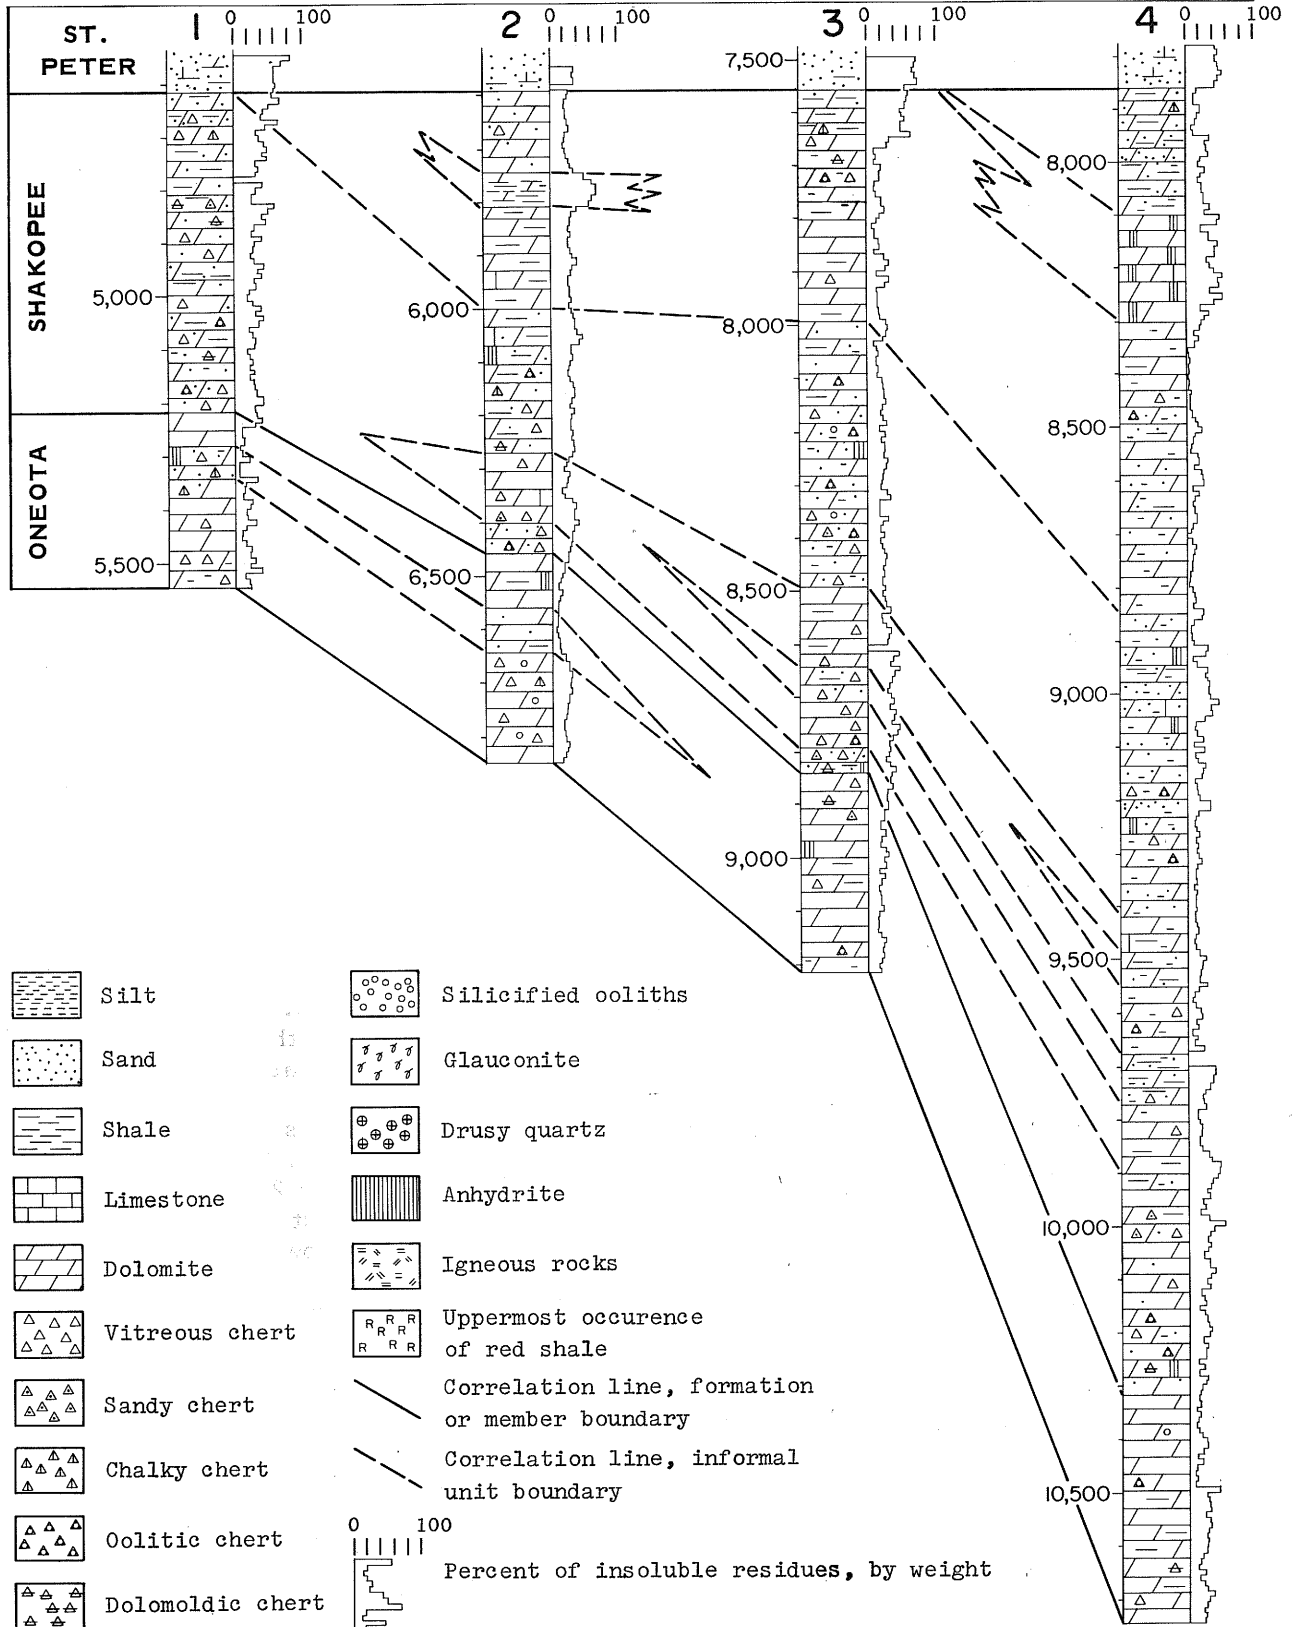 1 0 100
2 0 100
3 0 100
4 0 100
ST.
PETER
SHAKOPEE
ONEOTA
5,000
5,500
6,000
6,500
7,500
8,000
8,500
9,000
8,000
8,500
9,000
9,500
10,000
10,500
Silt
Sand
Shale
Limestone
Dolomite
Vitreous chert
Sandy chert
Chalky chert
Oolitic chert
Dolomoldic chert
Silicified ooliths
Glauconite
Drusy quartz
Anhydrite
Igneous rocks
R R R R R R R R R
Uppermost occurence
of red shale
Correlation line, formation
or member boundary
Correlation line, informal
unit boundary
0 100
Percent of insoluble residues, by weight